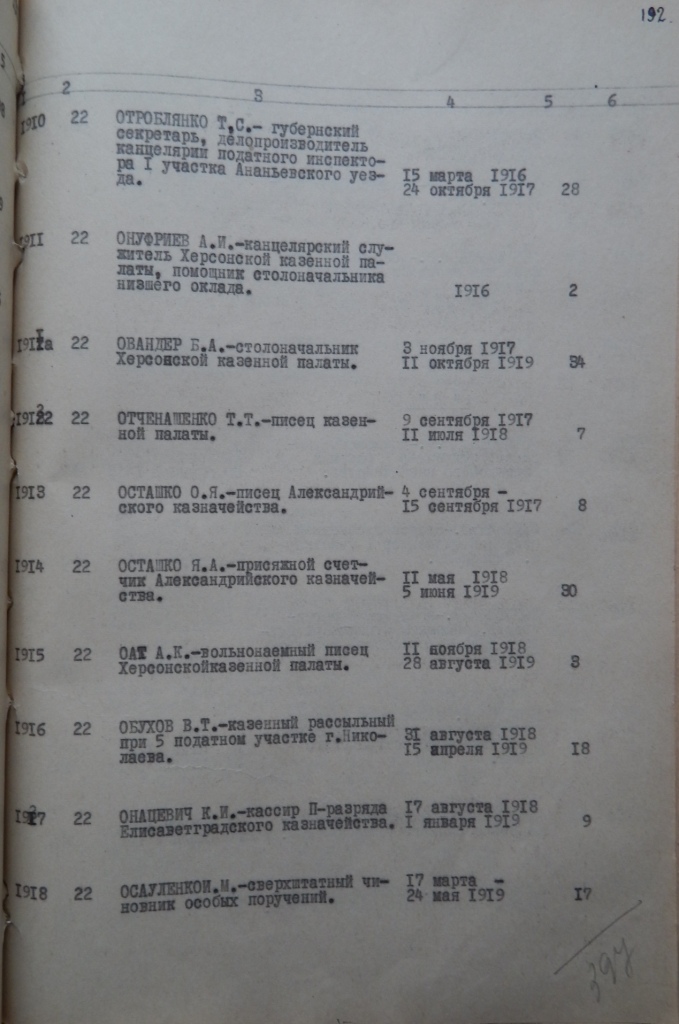 192
2 3 4 5 6
1910 22 ОТРОБЛЯНКО Т.С.- губернский
секретарь, делопроизводитель
канцелярии податного инспекто-
ра I участка Ананьевского уез- 15 марта 1916
да. 24 октября 1917 28
1911 22 ОНУФРИЕВ А.И.-канцелярский слу-
житель Херсонской казенной па-
латы, помощник столоначальника
низшего оклада. 1916 2
1911а 22 ОВАНДЕР Б.А.-столоначальник 3 ноября 1917
Херсонской казенной палаты. 11 октября 1919 34
1912 22 ОТЧЕНАШЕНКО Т.Т.-писец казен- 9 сентября 1917
ной палаты. 11 июля 1918 7
1913 22 ОСТАШКО О.Я.-писец Александрий- 4 сентября -
ского казначейства. 15 сентября 1917 8
1914 22 ОСТАШКО Я.А.-присяжной счет-
чик Александрийского казначей- 11 мая 1918
ства. 5 июня 1919 30
1915 22 ОАТ А.К.-вольнонаемный писец 11 ноября 1918
Херсонскойказенной палаты. 28 августа 1919 3
1916 22 ОБУХОВ В.Т.-казенный рассыльный
при 5 податном участке г.Нико- 31 августа 1918
лаева. 15 апреля 1919 18
1917 22 ОНАЦЕВИЧ К.И.-кассир П-разряда 17 августа 1918
Елисаветградского казначейства. 1 января 1919 9
1918 22 ОСАУЛЕНКОИ.М.-сверхштатный чи- 17 марта -
новник особых поручений. 24 мая 1919 17
397